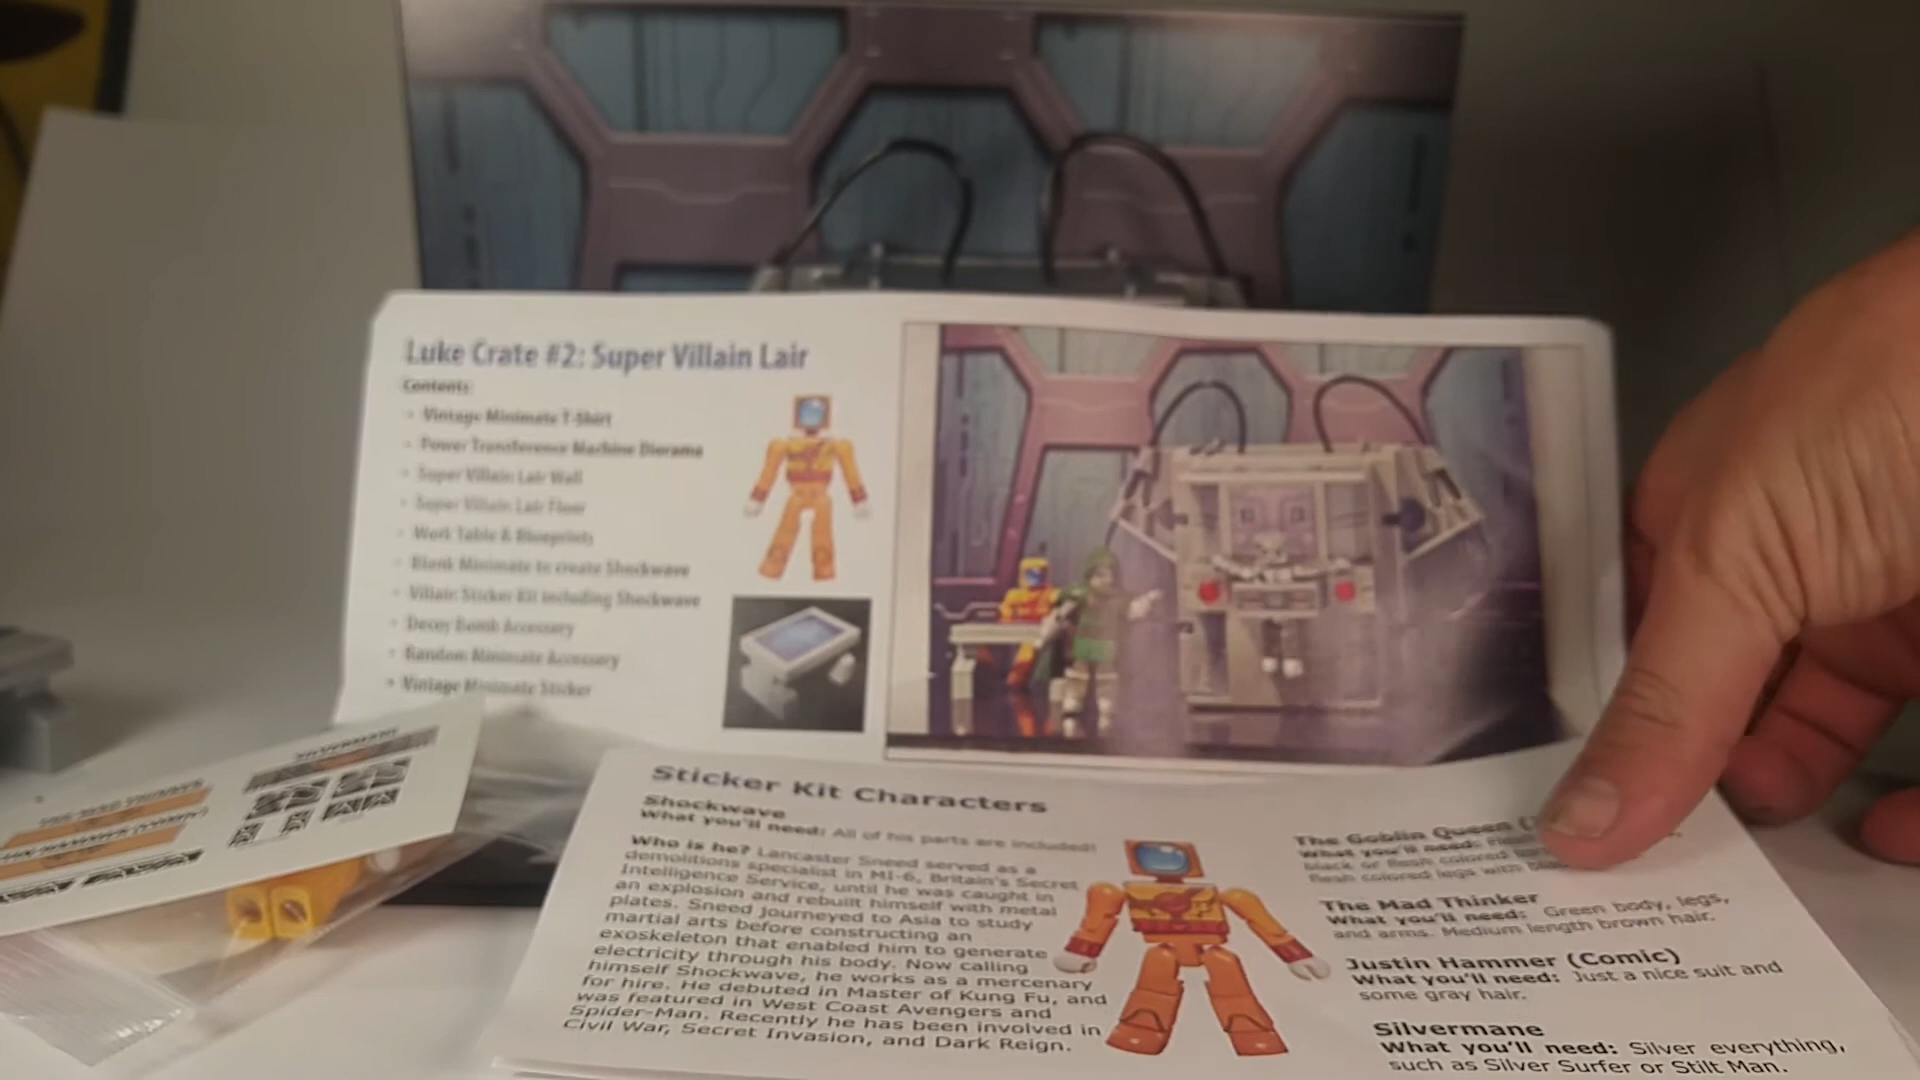 Luke Crate #2: Super Villain Lair
Contents:
Vintage Minimate T-Shirt
Power Transference Machine Diorama
Super Villain Lair Wall
Super Villain Lair Floor
Work Table & Blueprints
Blank Minimate to create Shockwave
Villain Sticker Kit including Shockwave
Decoy Bomb Accessory
Random Minimate Accessory
Vintage Minimate Sticker
Sticker Kit Characters
Shockwave
What you'll need: All of his parts are included!
Who is he? Lancaster Sneed served as a
demolitions specialist in MI-6, Britain's Secret
Intelligence Service, until he was caught in
an explosion and rebuilt himself with metal
plates. Sneed journeyed to Asia to study
martial arts before constructing an
exoskeleton that enabled him to generate
electricity through his body. Now calling
himself Shockwave, he works as a mercenary
for hire. He debuted in Master of Kung Fu, and
was featured in West Coast Avengers and
Spider-Man. Recently he has been involved in
Civil War, Secret Invasion, and Dark Reign.
The Goblin Queen
What you'll need:
black or flesh colored
flesh colored legs with
The Mad Thinker
What you'll need: Green body, legs,
and arms. Medium length brown hair.
Justin Hammer (Comic)
What you'll need: Just a nice suit and
some gray hair.
Silvermane
What you'll need: Silver everything,
such as Silver Surfer or Stilt Man.